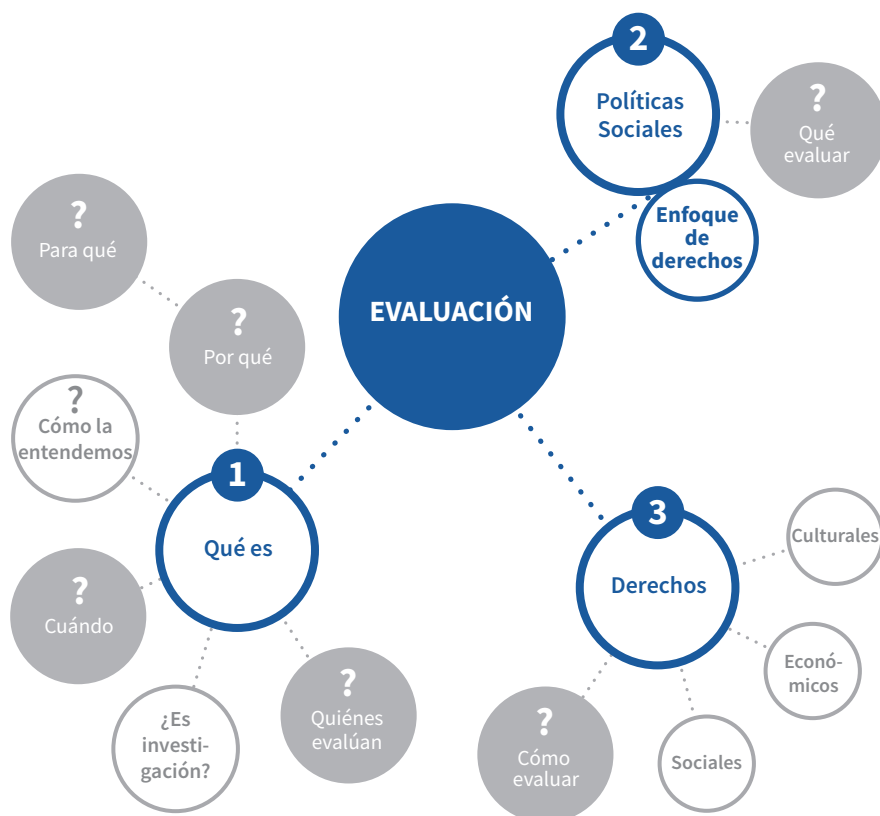 EVALUACIÓN
1
Qué es
?
Para qué
?
Por qué
?
Cómo la
entendemos
?
Cuándo
¿Es
investi-
gación?
?
Quiénes
evalúan
2
Políticas
Sociales
Enfoque
de
derechos
?
Qué
evaluar
3
Derechos
Culturales
Econó-
micos
Sociales
?
Cómo
evaluar